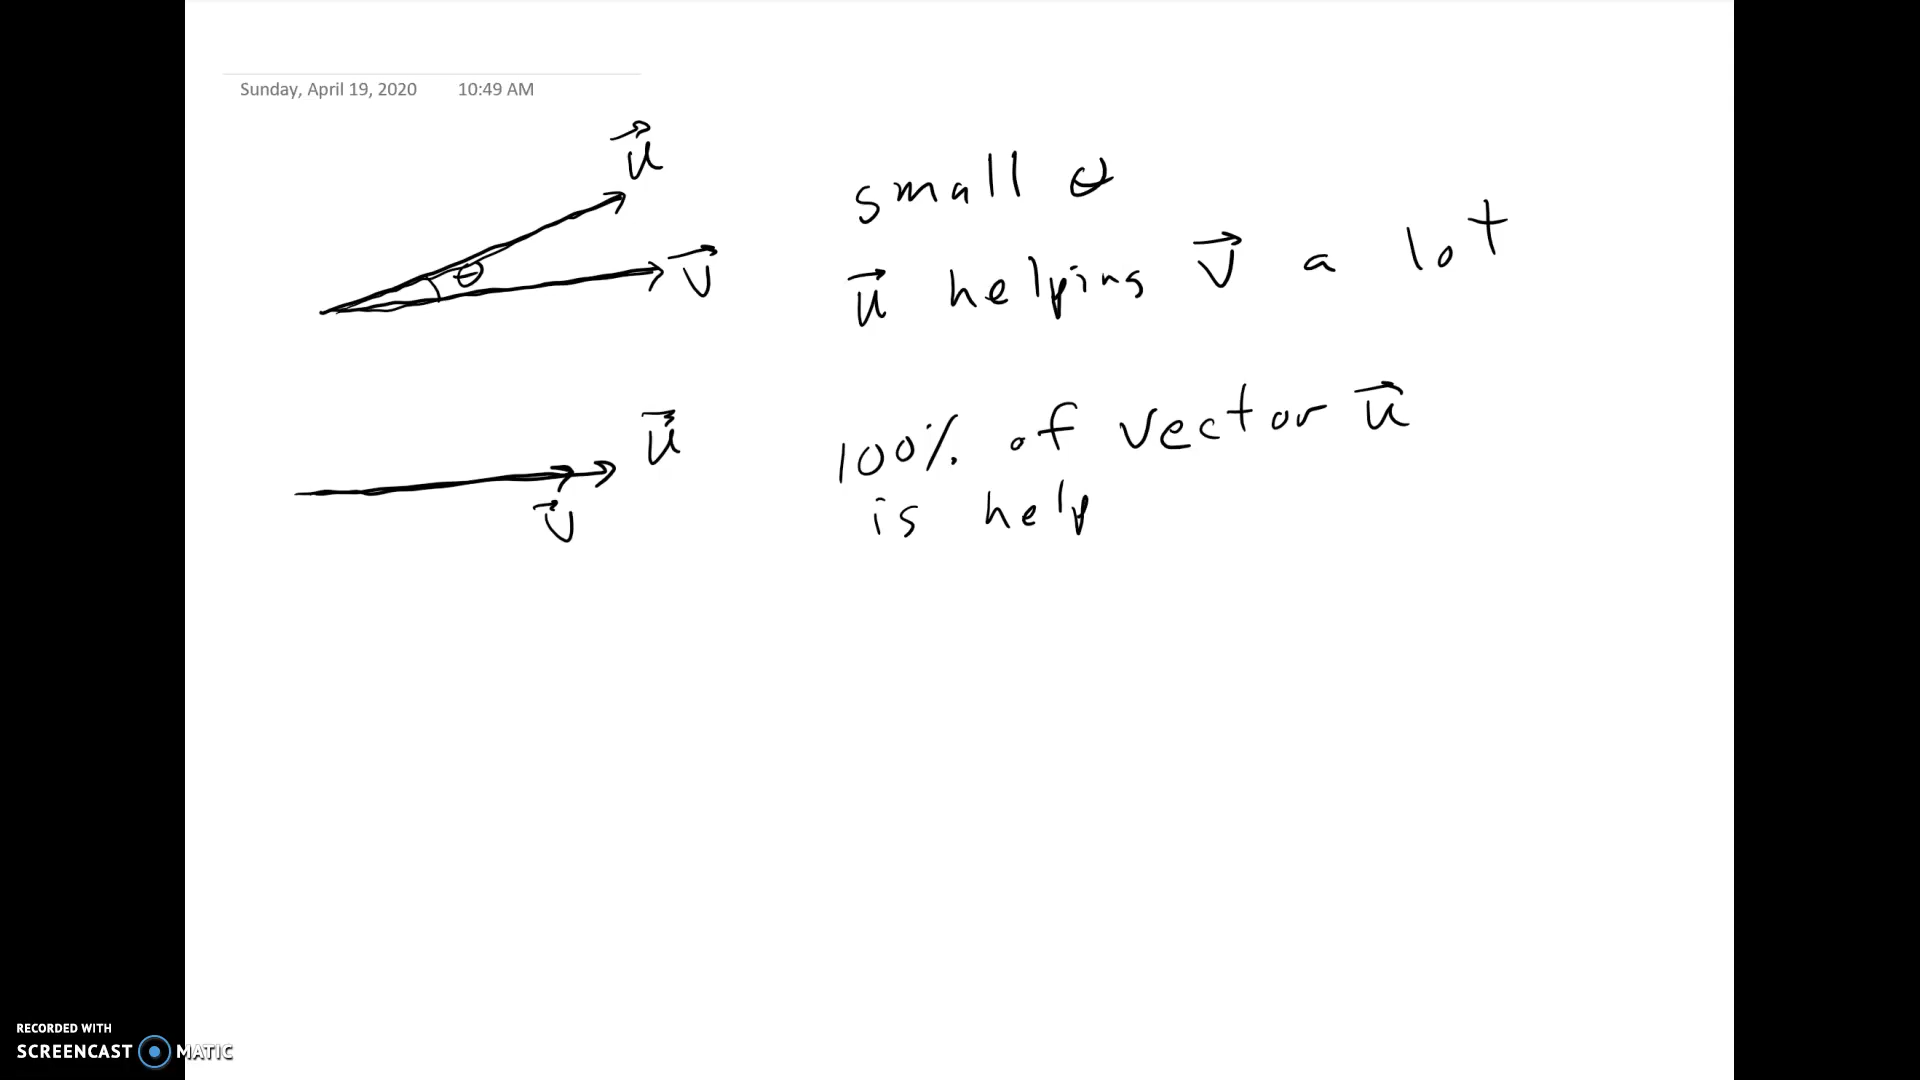 Sunday, April 19, 2020 10:49 AM
u⃗
θ
v⃗
small θ
u⃗ helping v⃗ a lot
u⃗
v⃗
100% of vector u⃗
is help
RECORDED WITH
SCREENCAST MATIC